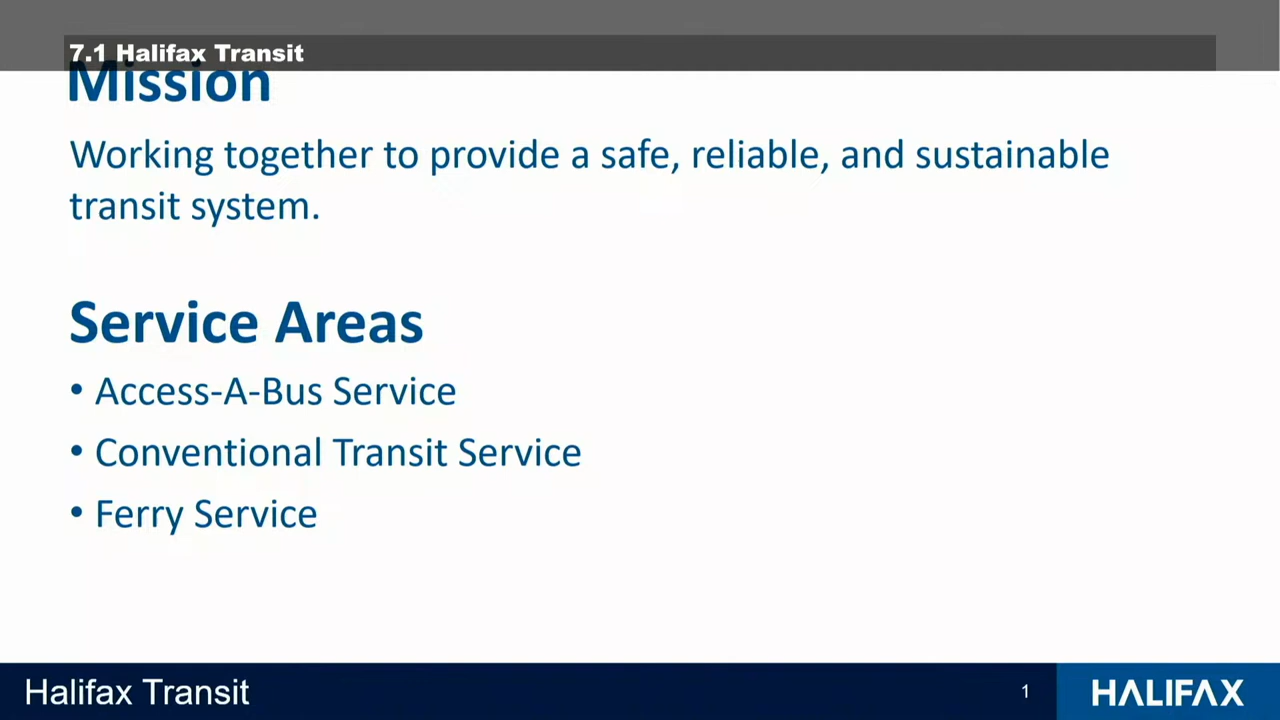 7.1 Halifax Transit
Mission
Working together to provide a safe, reliable, and sustainable
transit system.
Service Areas
• Access-A-Bus Service
• Conventional Transit Service
• Ferry Service
Halifax Transit
1
HALIFAX